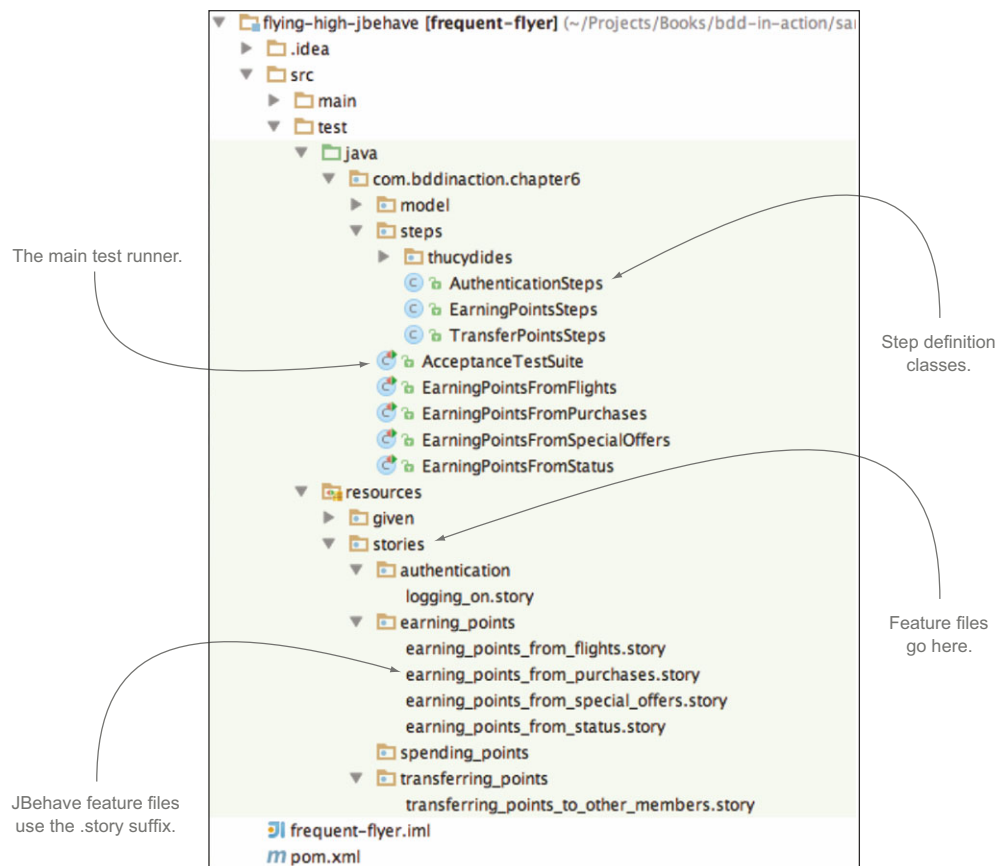 flying-high-jbehave [frequent-flyer] (~/Projects/Books/bdd-in-action/sa
.idea
src
main
test
java
com.bddinaction.chapter6
model
steps
thucydides
AuthenticationSteps
EarningPointsSteps
TransferPointsSteps
AcceptanceTestSuite
EarningPointsFromFlights
EarningPointsFromPurchases
EarningPointsFromSpecialOffers
EarningPointsFromStatus
resources
given
stories
authentication
logging_on.story
earning_points
earning_points_from_flights.story
earning_points_from_purchases.story
earning_points_from_special_offers.story
earning_points_from_status.story
spending_points
transferring_points
transferring_points_to_other_members.story
frequent-flyer.iml
pom.xml
The main test runner.
Step definition
classes.
Feature files
go here.
JBehave feature files
use the .story suffix.